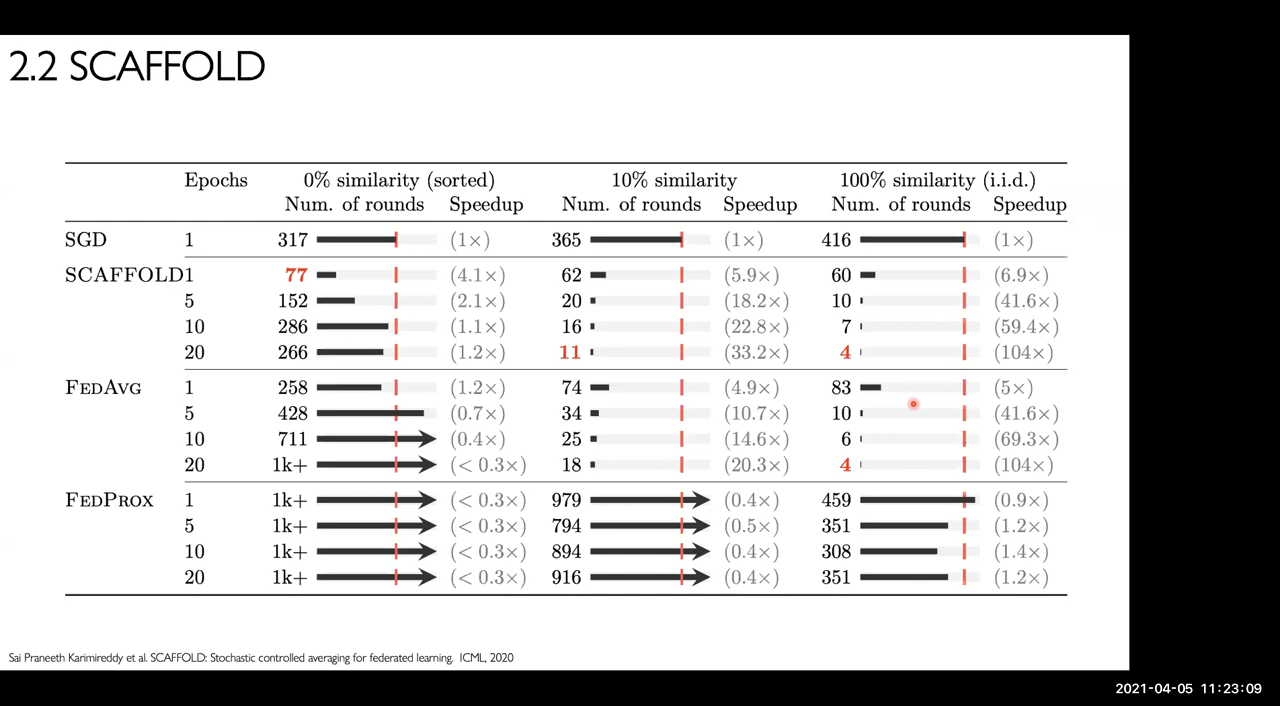 2.2 SCAFFOLD
Epochs 0% similarity (sorted) 10% similarity 100% similarity (i.i.d.)
Num. of rounds Speedup Num. of rounds Speedup Num. of rounds Speedup
SGD 1 317 (1×) 365 (1×) 416 (1×)
SCAFFOLD 1 77 (4.1×) 62 (5.9×) 60 (6.9×)
5 152 (2.1×) 20 (18.2×) 10 (41.6×)
10 286 (1.1×) 16 (22.8×) 7 (59.4×)
20 266 (1.2×) 11 (33.2×) 4 (104×)
FEDAVG 1 258 (1.2×) 74 (4.9×) 83 (5×)
5 428 (0.7×) 34 (10.7×) 10 (41.6×)
10 711 (0.4×) 25 (14.6×) 6 (69.3×)
20 1k+ (< 0.3×) 18 (20.3×) 4 (104×)
FEDPROX 1 1k+ (< 0.3×) 979 (0.4×) 459 (0.9×)
5 1k+ (< 0.3×) 794 (0.5×) 351 (1.2×)
10 1k+ (< 0.3×) 894 (0.4×) 308 (1.4×)
20 1k+ (< 0.3×) 916 (0.4×) 351 (1.2×)
Sai Praneeth Karimireddy et al. SCAFFOLD: Stochastic controlled averaging for federated learning. ICML, 2020
2021-04-05 11:23:09